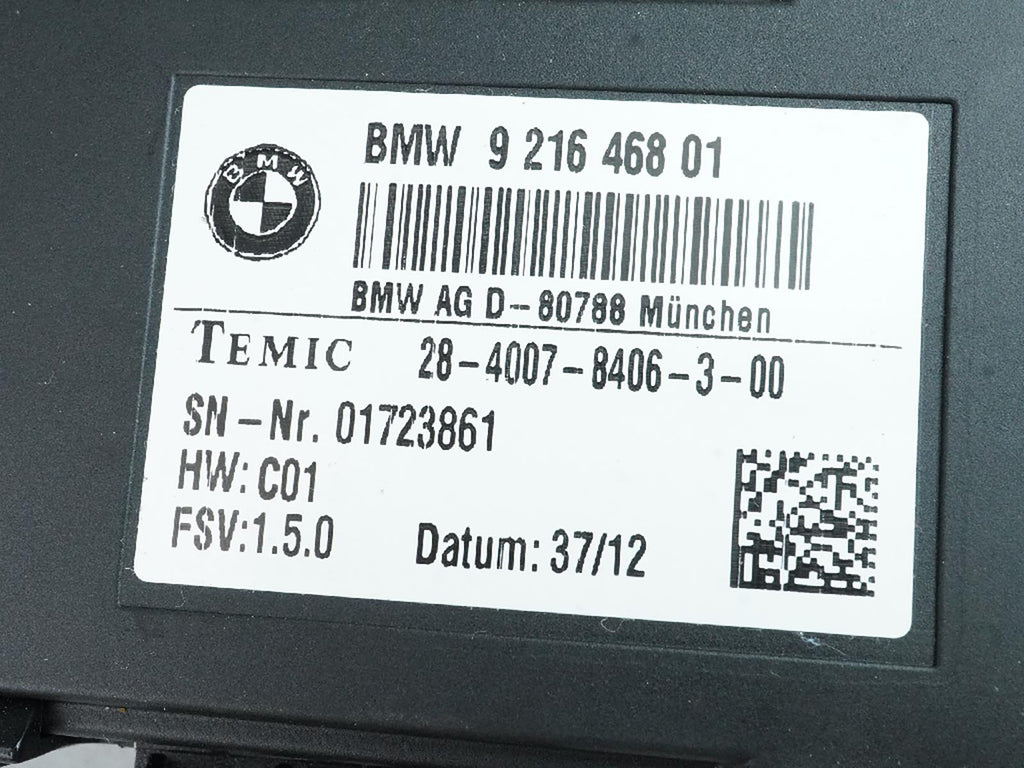 BMW
BMW 9 216 468 01
BMW AG D-80788 München
TEMIC 28-4007-8406-3-00
SN-Nr. 01723861
HW: C01
FSV:1.5.0 Datum: 37/12